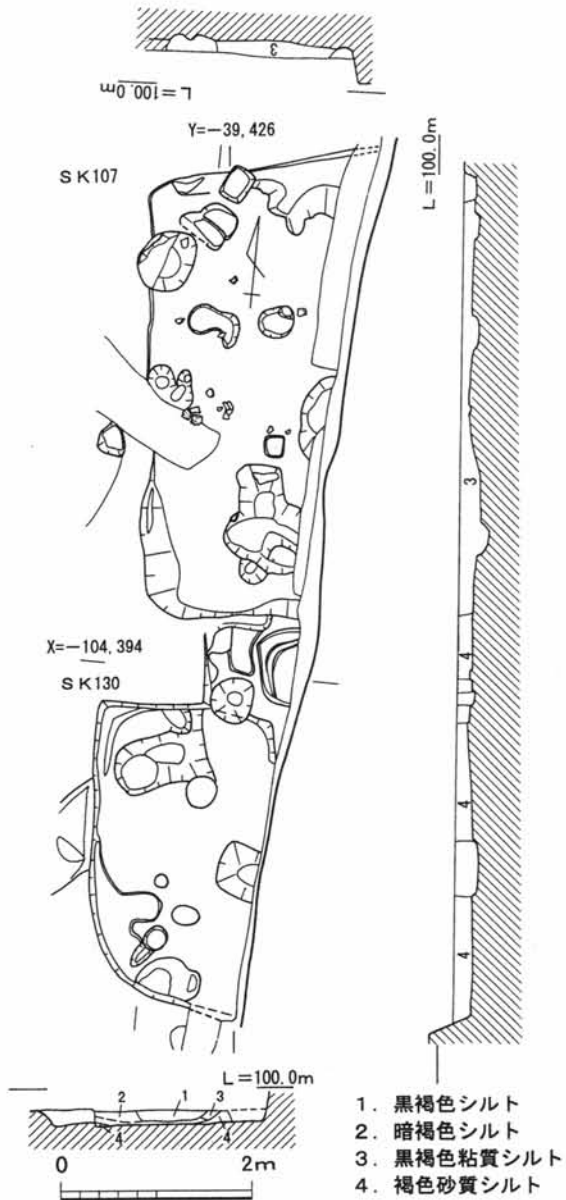 3
L=100.0m
Y=-39,426
SK107
L=100.0m
3
X=-104,394
SK130
4
4
4
L=100.0m
2 1 3
4 4
0 2m
1. 黒褐色シルト
2. 暗褐色シルト
3. 黒褐色粘質シルト
4. 褐色砂質シルト